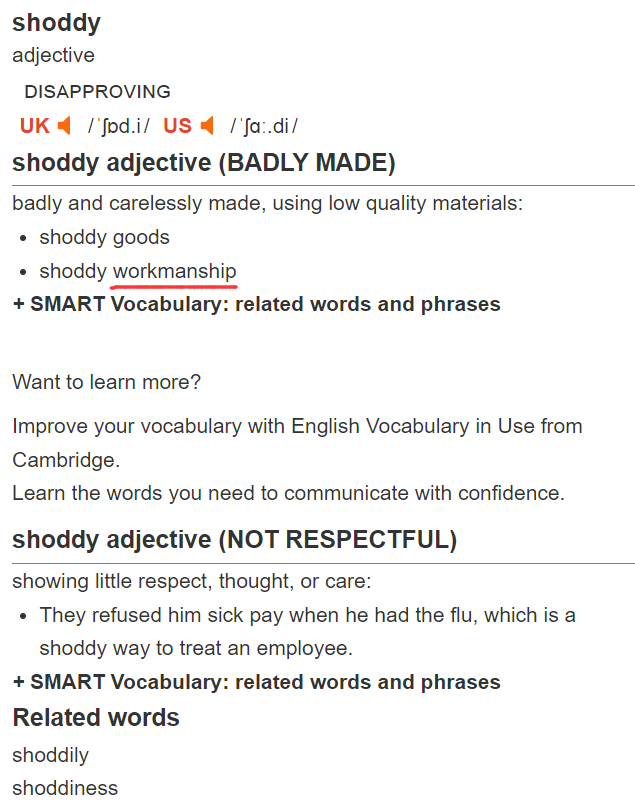 shoddy
adjective
DISAPPROVING
UK /ˈʃɒd.i/ US /ˈʃɑː.di/
shoddy adjective (BADLY MADE)
badly and carelessly made, using low quality materials:
• shoddy goods
• shoddy workmanship
+ SMART Vocabulary: related words and phrases
Want to learn more?
Improve your vocabulary with English Vocabulary in Use from
Cambridge.
Learn the words you need to communicate with confidence.
shoddy adjective (NOT RESPECTFUL)
showing little respect, thought, or care:
• They refused him sick pay when he had the flu, which is a
shoddy way to treat an employee.
+ SMART Vocabulary: related words and phrases
Related words
shoddily
shoddiness